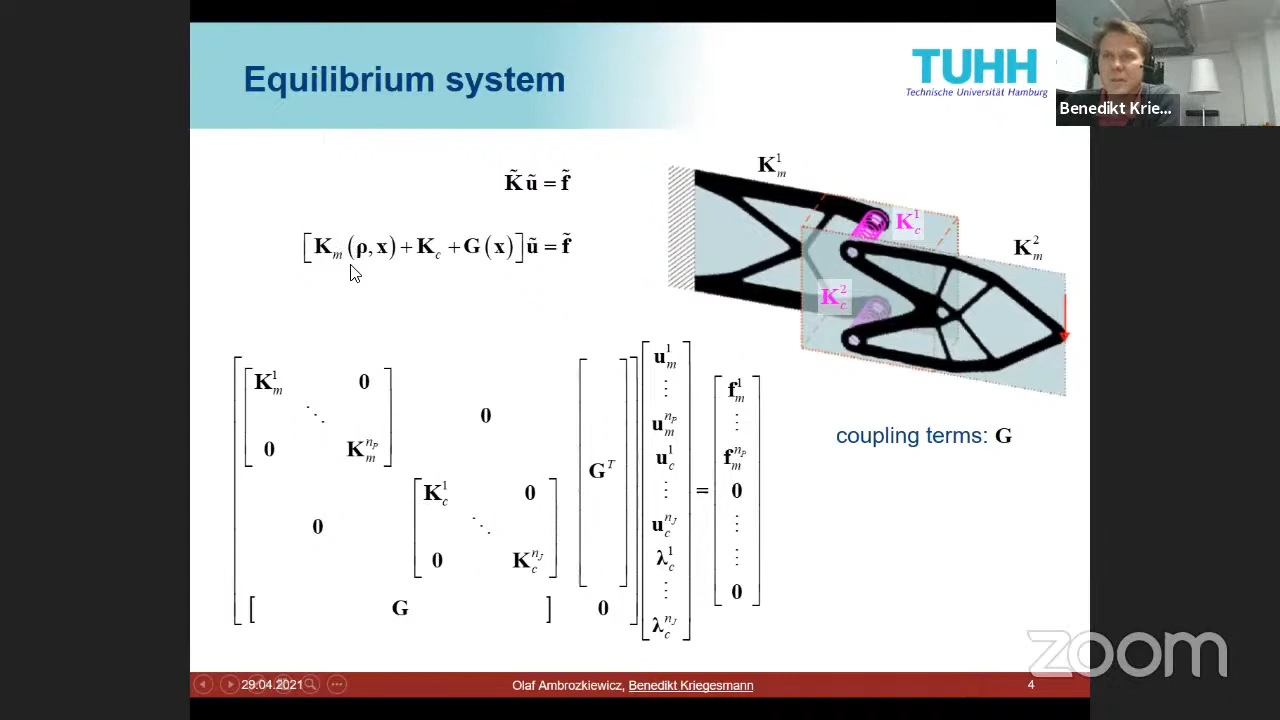 Equilibrium system
TUHH
Technische Universität Hamburg
Benedikt Krie...
K̃ ũ = f̃
[K_m(ρ, x) + K_c + G(x)] ũ = f̃
K_m^1
K_c^1
K_m^2
K_c^2
K_m^1 0
⋱
0 K_m^{n_P}
0
K_c^1 0
⋱
0 K_c^{n_J}
0
G^T
[ G ] 0
u_m^1
⋮
u_m^{n_P}
u_c^1
⋮
u_c^{n_J}
λ_c^1
⋮
λ_c^{n_J}
=
f_m^1
⋮
f_m^{n_P}
0
⋮
⋮
0
coupling terms: G
zoom
29.04.2021
Olaf Ambrozkiewicz, Benedikt Kriegesmann
4